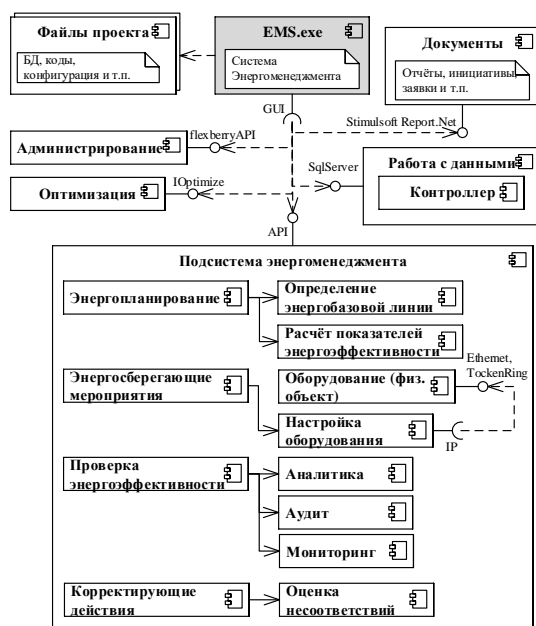 Файлы проекта
БД, коды,
конфигурация и т.п.
EMS.exe
Система
Энергоменеджмента
Документы
Отчёты, инициативы,
заявки и т.п.
GUI
Stimulsoft Report.Net
flexberryAPI
Администрирование
SqlServer
Работа с данными
Контроллер
IOptimize
Оптимизация
API
Подсистема энергоменеджмента
Энергопланирование
Определение
энергобазовой линии
Расчёт показателей
энергоэффективности
Ethernet,
TockenRing
Энергосберегающие
мероприятия
Оборудование (физ.
объект)
Настройка
оборудования
IP
Проверка
энергоэффективности
Аналитика
Аудит
Мониторинг
Корректирующие
действия
Оценка
несоответствий